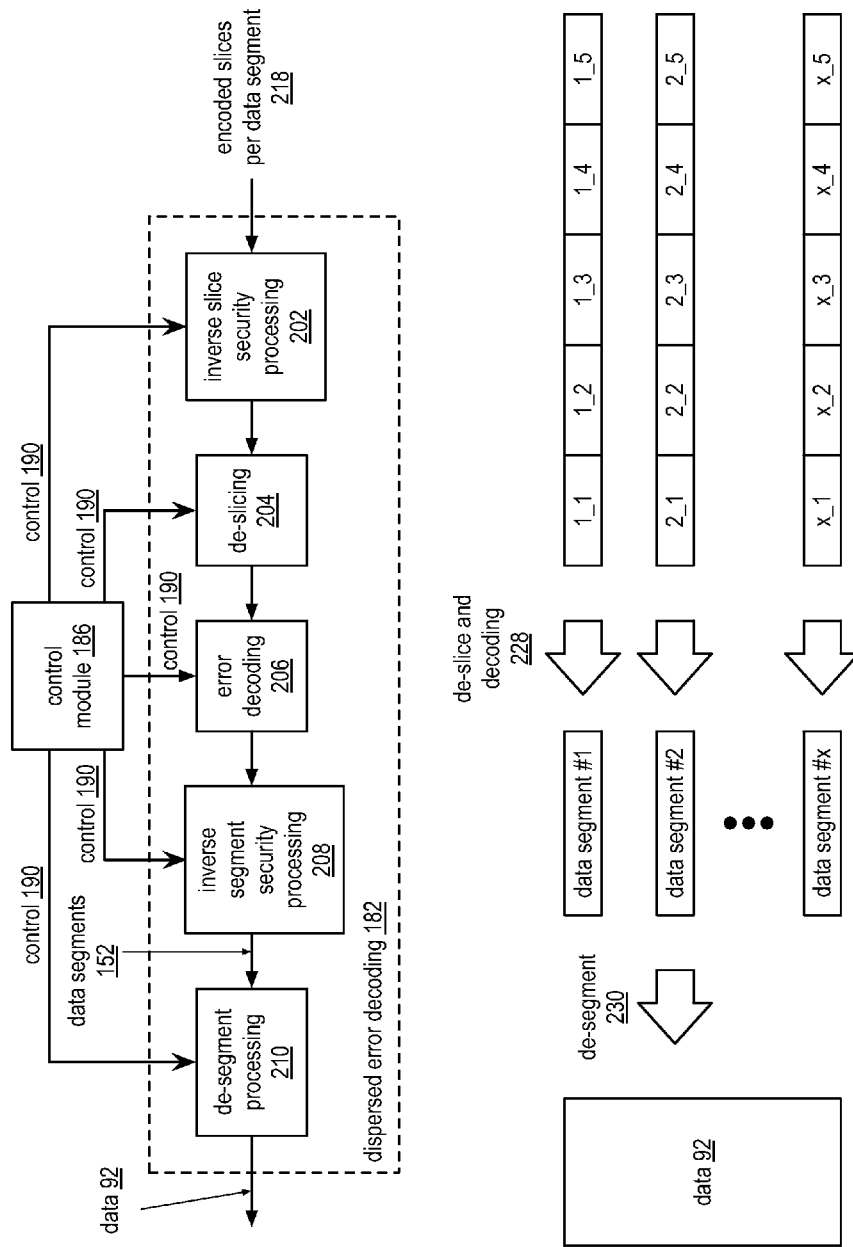 control
module 186
control 190
control 190
control 190
control 190
control 190
data 92
de-segment
processing
210
data segments
152
inverse
segment
security
processing
208
error
decoding
206
de-slicing
204
inverse slice
security
processing
202
encoded slices
per data segment
218
dispersed error decoding 182
data 92
de-segment
230
data segment #1
data segment #2
data segment #x
de-slice and
decoding
228
1_1 1_2 1_3 1_4 1_5
2_1 2_2 2_3 2_4 2_5
x_1 x_2 x_3 x_4 x_5